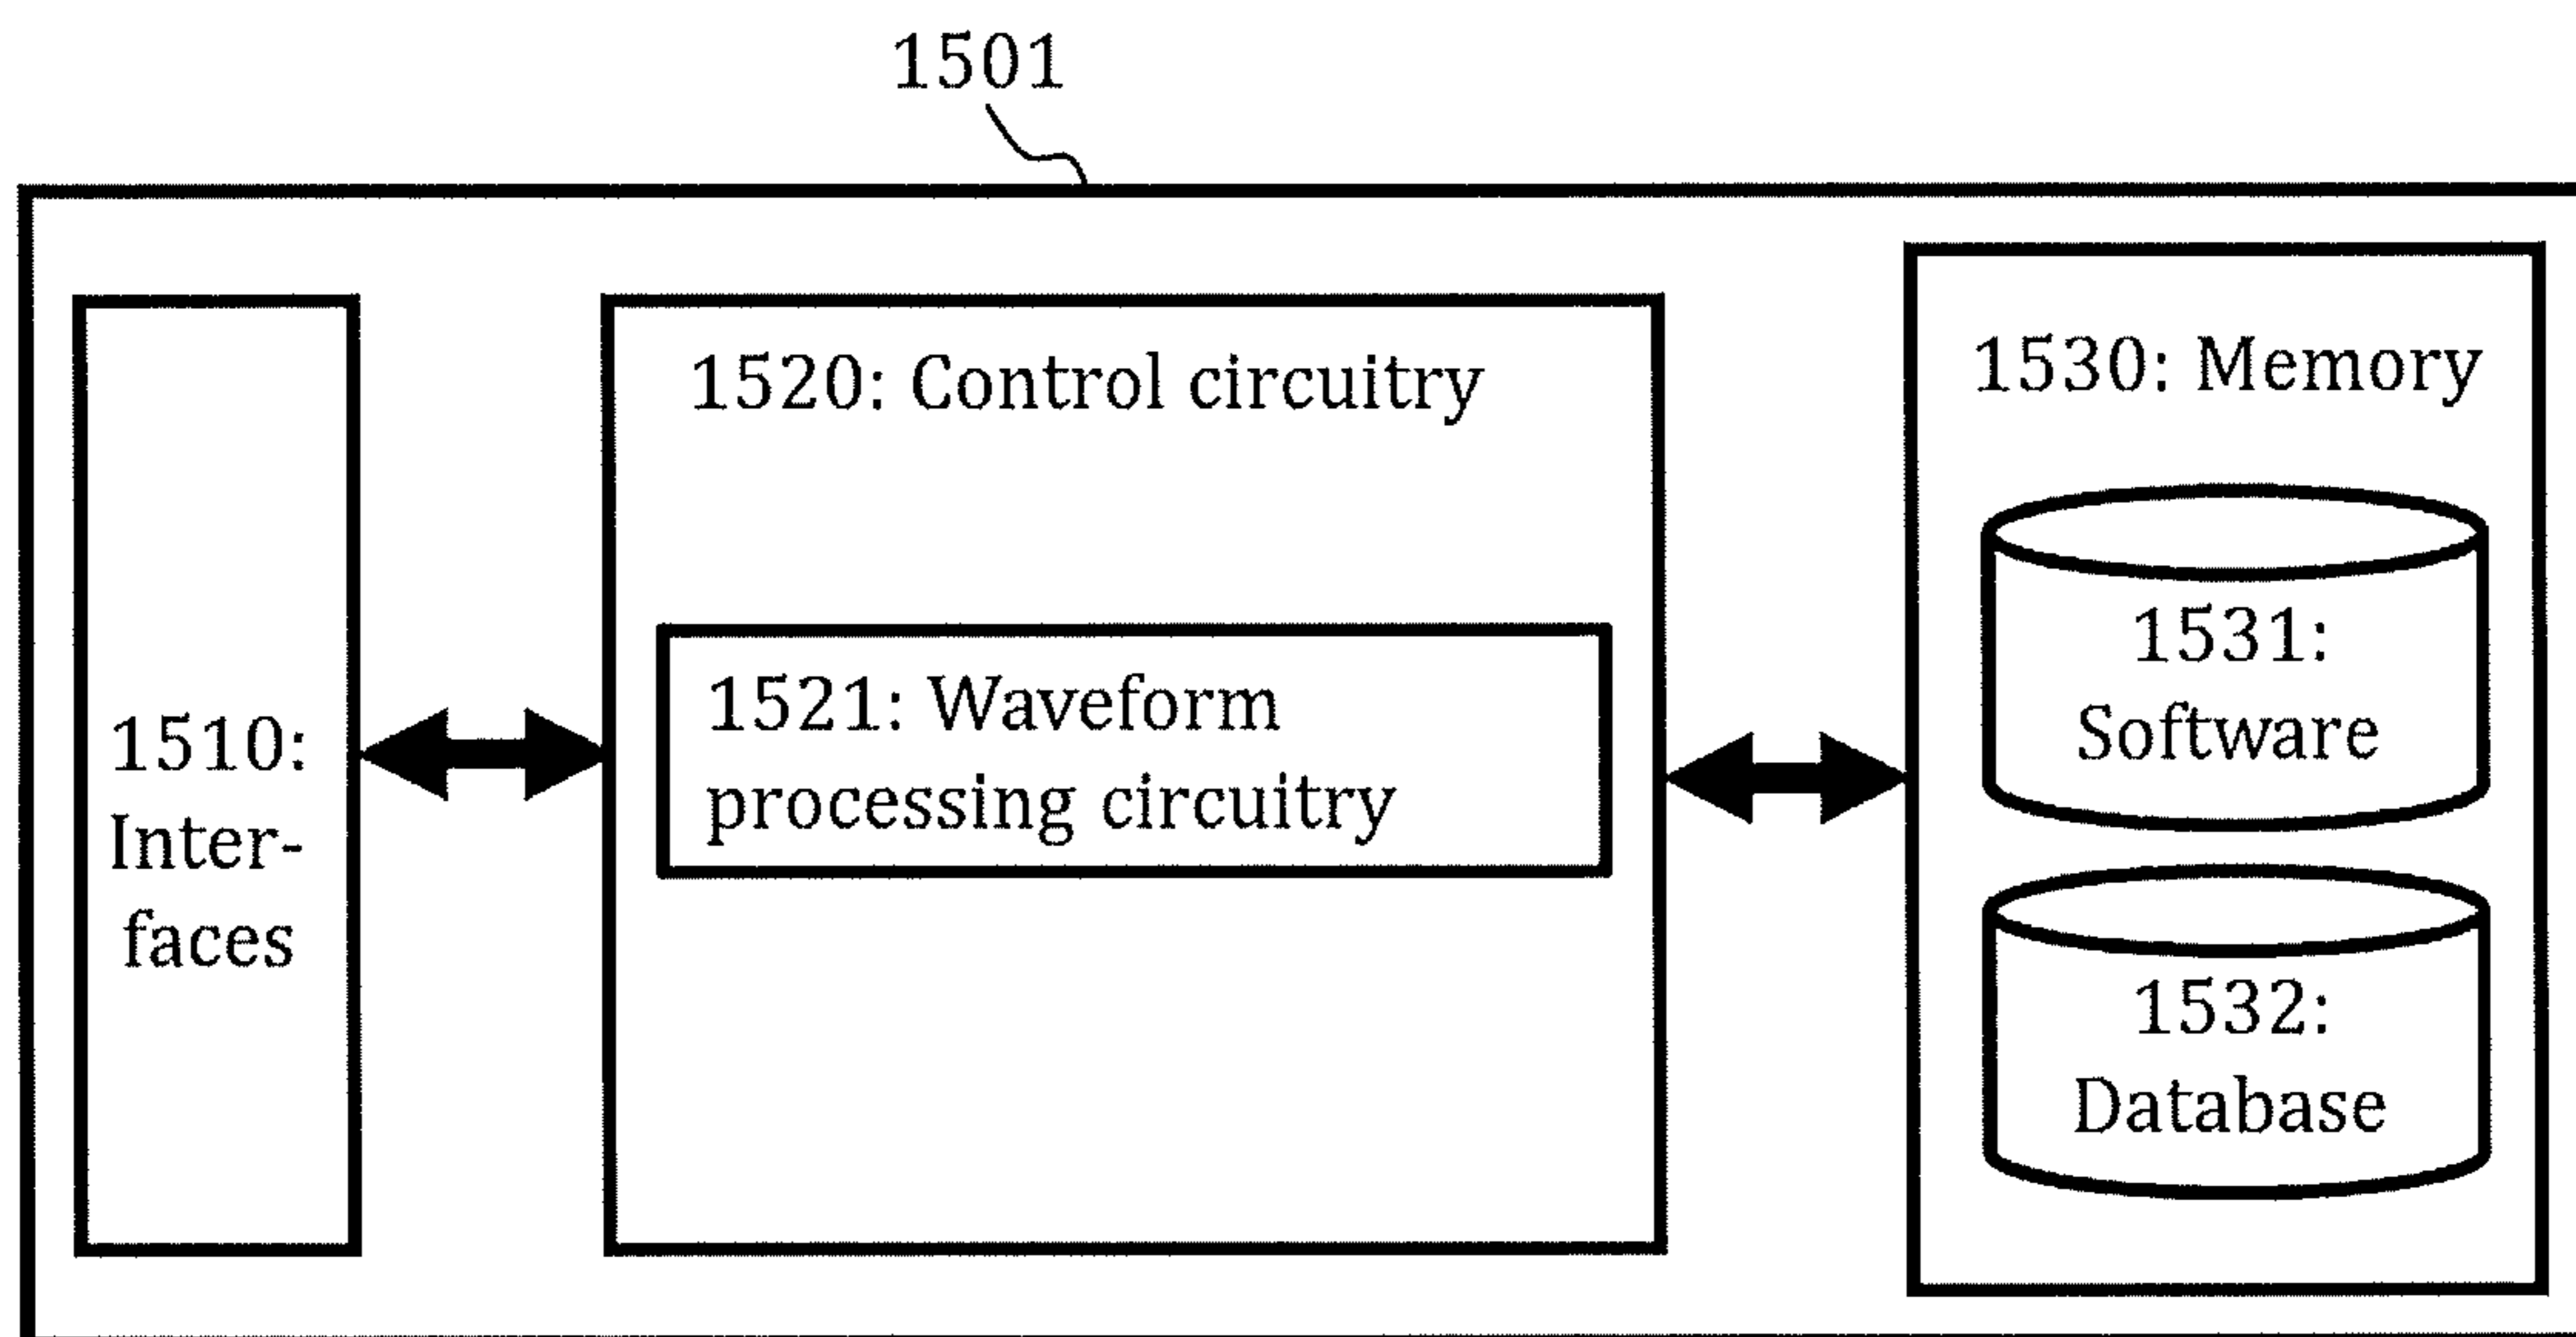 1501
1510:
Inter-
faces
1520: Control circuitry
1521: Waveform
processing circuitry
1530: Memory
1531:
Software
1532:
Database